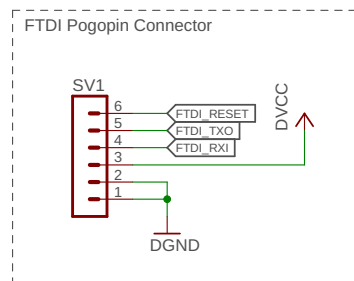 FTDI Pogopin Connector
SV1
6 FTDI_RESET
5 FTDI_TXO
4 FTDI_RXI
3
2
1
DVCC
DGND